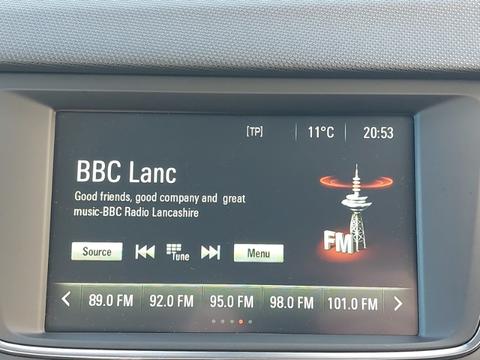 [TP] 11°C 20:53
BBC Lanc
Good friends, good company and great
music-BBC Radio Lancashire
FM
Source Tune Menu
89.0 FM 92.0 FM 95.0 FM 98.0 FM 101.0 FM